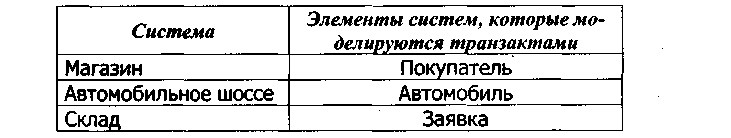 Система
Элементы систем, которые мо-
делируются транзактами
Магазин
Покупатель
Автомобильное шоссе
Автомобиль
Склад
Заявка